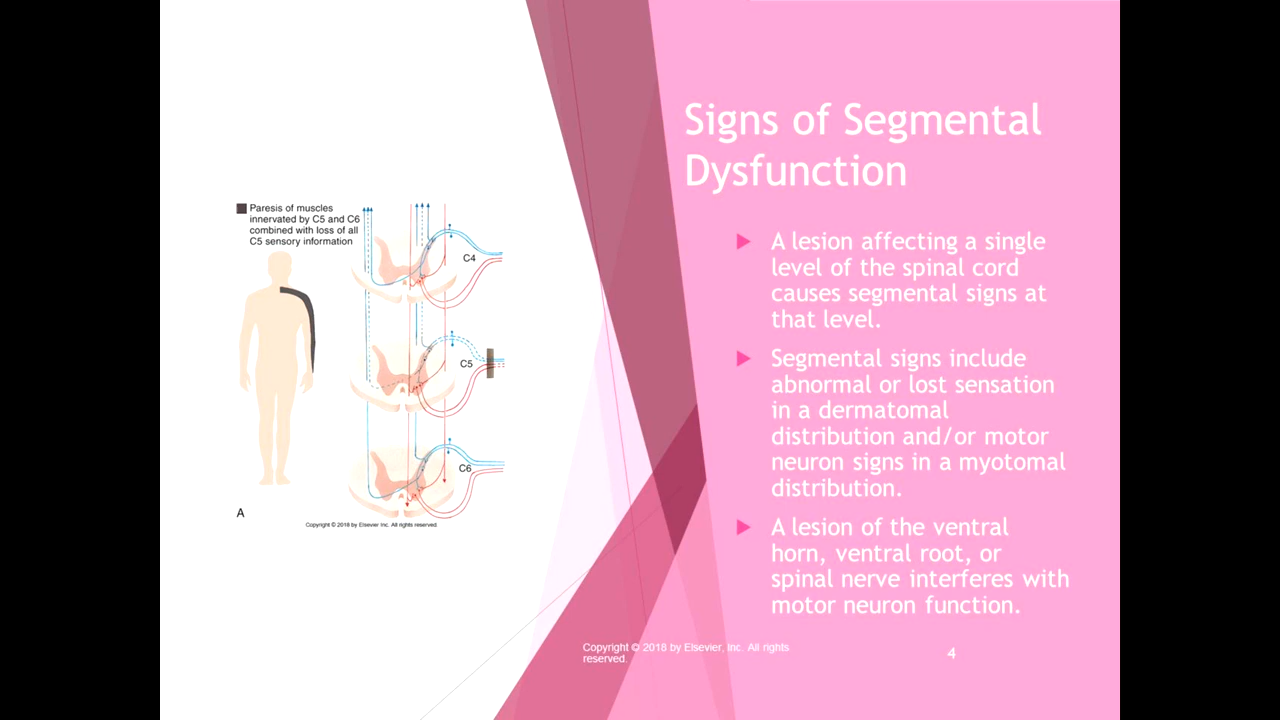 Signs of Segmental
Dysfunction
Paresis of muscles
innervated by C5 and C6
combined with loss of all
C5 sensory information
C4
C5
C6
A
Copyright © 2018 by Elsevier Inc. All rights reserved.
A lesion affecting a single
level of the spinal cord
causes segmental signs at
that level.
Segmental signs include
abnormal or lost sensation
in a dermatomal
distribution and/or motor
neuron signs in a myotomal
distribution.
A lesion of the ventral
horn, ventral root, or
spinal nerve interferes with
motor neuron function.
Copyright © 2018 by Elsevier, Inc. All rights
reserved.
4